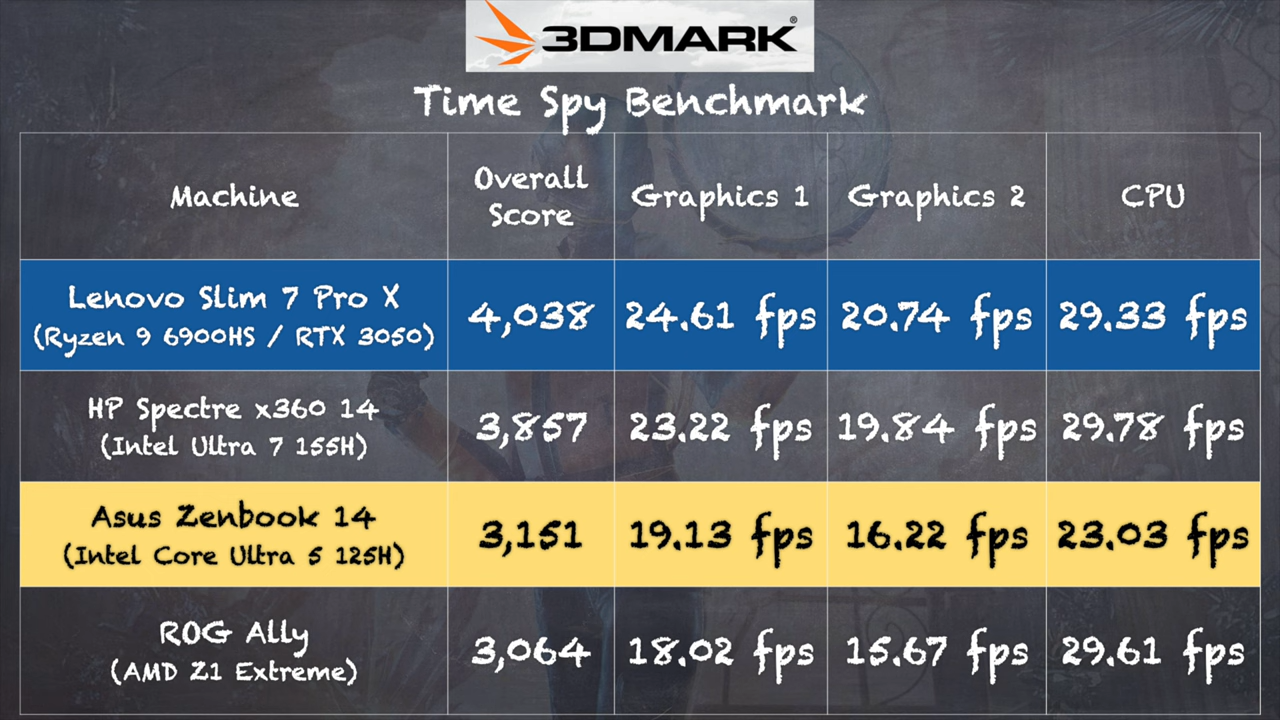 3DMARK®
Time Spy Benchmark
Machine
Overall
Score
Graphics 1
Graphics 2
CPU
Lenovo Slim 7 Pro X
(Ryzen 9 6900HS / RTX 3050)
4,038
24.61 fps
20.74 fps
29.33 fps
HP Spectre x360 14
(Intel Ultra 7 155H)
3,857
23.22 fps
19.84 fps
29.78 fps
Asus Zenbook 14
(Intel Core Ultra 5 125H)
3,151
19.13 fps
16.22 fps
23.03 fps
ROG Ally
(AMD Z1 Extreme)
3,064
18.02 fps
15.67 fps
29.61 fps